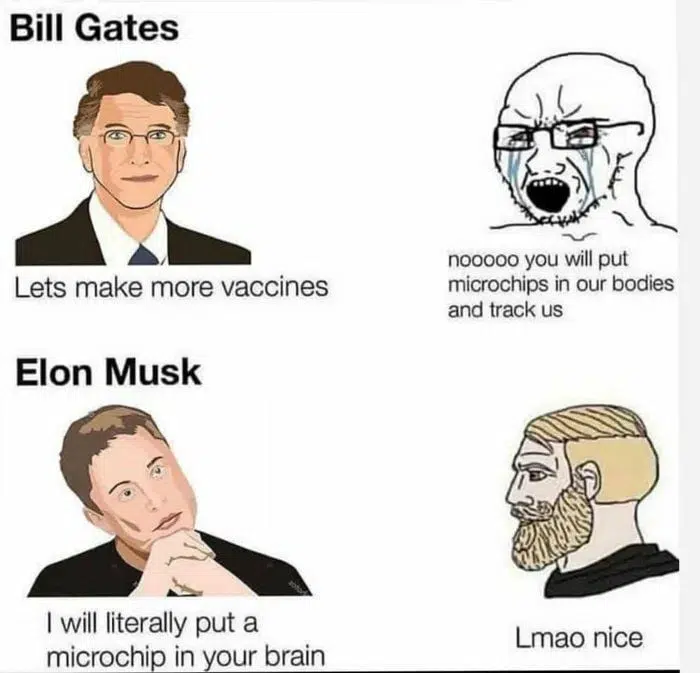 Bill Gates
Lets make more vaccines
nooooo you will put
microchips in our bodies
and track us
Elon Musk
I will literally put a
microchip in your brain
Lmao nice